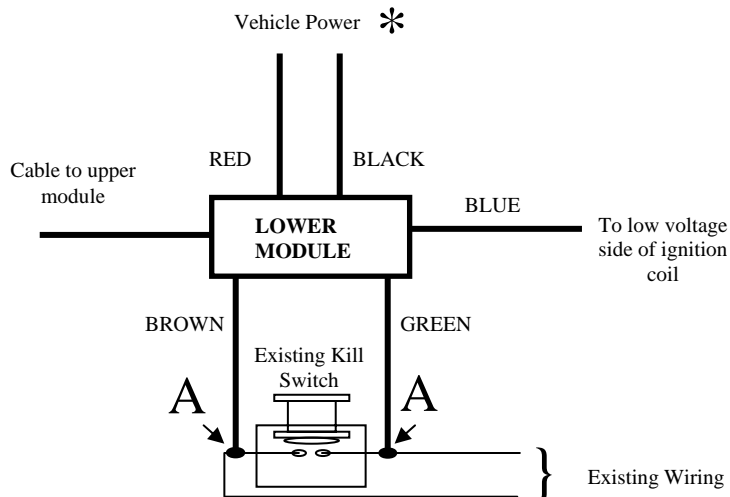 Vehicle Power *
RED
BLACK
Cable to upper
module
BLUE
LOWER
MODULE
To low voltage
side of ignition
coil
BROWN
GREEN
Existing Kill
Switch
A
A
}
Existing Wiring